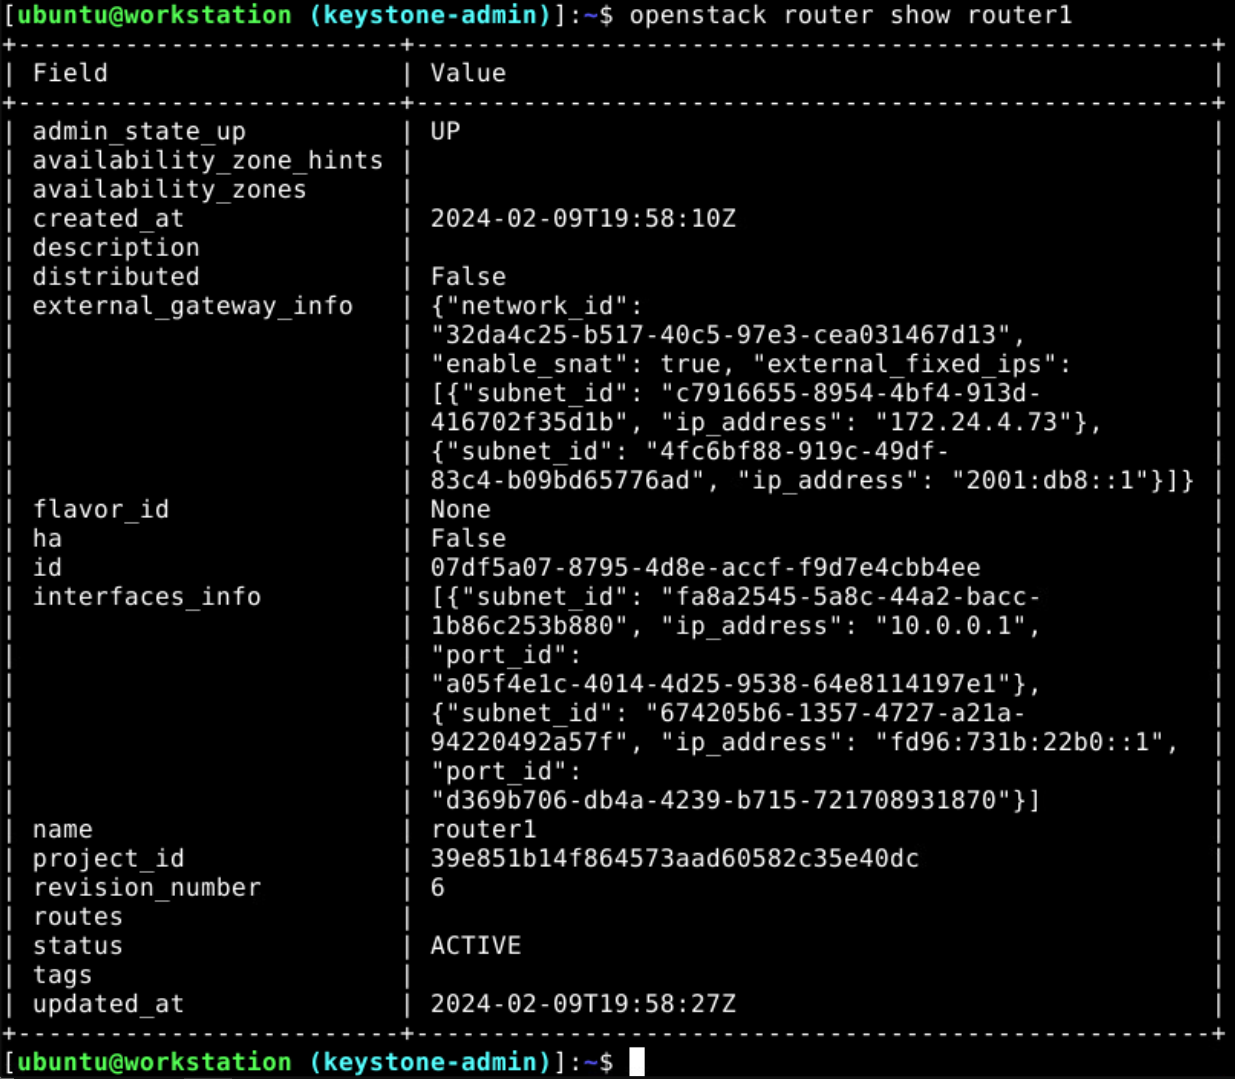 [ubuntu@workstation (keystone-admin)]:~$ openstack router show router1
+-------------------------+-----------------------------------------------------+
| Field                   | Value                                               |
+-------------------------+-----------------------------------------------------+
| admin_state_up          | UP                                                  |
| availability_zone_hints |                                                     |
| availability_zones      |                                                     |
| created_at              | 2024-02-09T19:58:10Z                                |
| description             |                                                     |
| distributed             | False                                               |
| external_gateway_info   | {"network_id":                                      |
|                         | "32da4c25-b517-40c5-97e3-cea031467d13",             |
|                         | "enable_snat": true, "external_fixed_ips":          |
|                         | [{"subnet_id": "c7916655-8954-4bf4-913d-            |
|                         | 416702f35d1b", "ip_address": "172.24.4.73"},        |
|                         | {"subnet_id": "4fc6bf88-919c-49df-                  |
|                         | 83c4-b09bd65776ad", "ip_address": "2001:db8::1"}]}  |
| flavor_id               | None                                                |
| ha                      | False                                               |
| id                      | 07df5a07-8795-4d8e-accf-f9d7e4cbb4ee                |
| interfaces_info         | [{"subnet_id": "fa8a2545-5a8c-44a2-bacc-            |
|                         | 1b86c253b880", "ip_address": "10.0.0.1",            |
|                         | "port_id":                                          |
|                         | "a05f4e1c-4014-4d25-9538-64e8114197e1"},            |
|                         | {"subnet_id": "674205b6-1357-4727-a21a-             |
|                         | 94220492a57f", "ip_address": "fd96:731b:22b0::1",   |
|                         | "port_id":                                          |
|                         | "d369b706-db4a-4239-b715-721708931870"}]            |
| name                    | router1                                             |
| project_id              | 39e851b14f864573aad60582c35e40dc                    |
| revision_number         | 6                                                   |
| routes                  |                                                     |
| status                  | ACTIVE                                              |
| tags                    |                                                     |
| updated_at              | 2024-02-09T19:58:27Z                                |
+-------------------------+-----------------------------------------------------+
[ubuntu@workstation (keystone-admin)]:~$